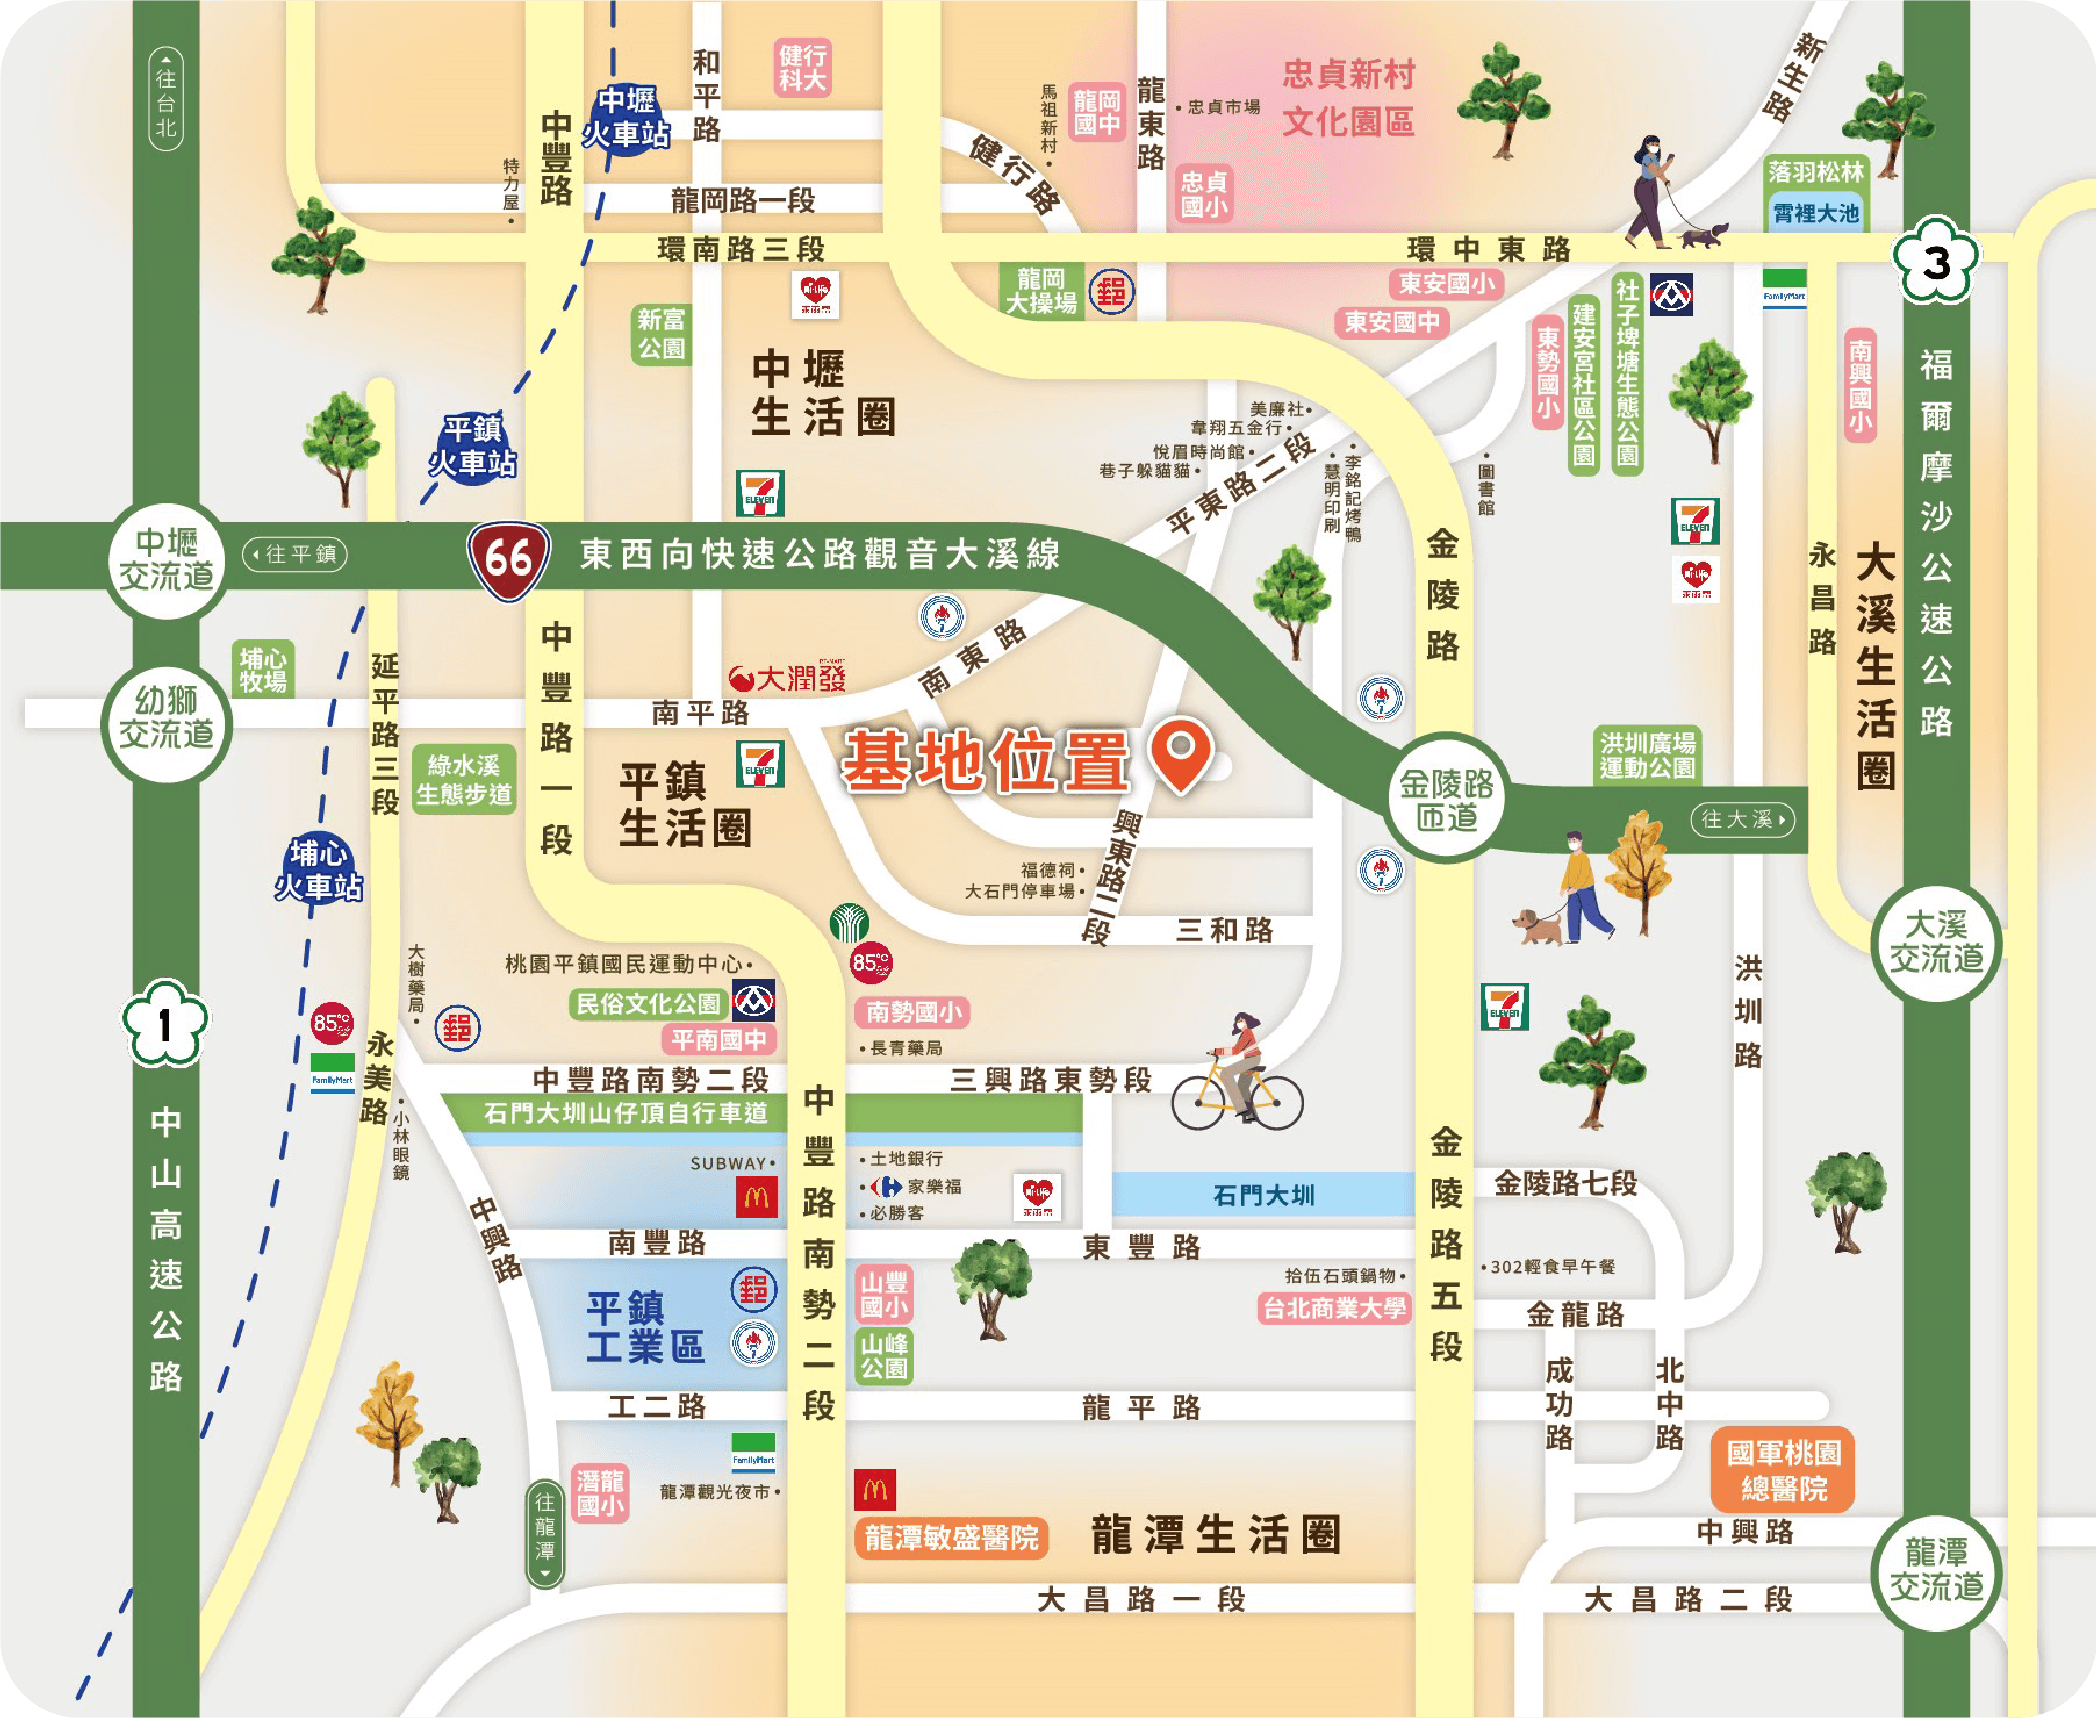 往台北
中豐路
中壢
火車站
和平路
健行
科大
馬祖新村
龍岡
國中
龍東路
忠貞市場
忠貞新村
文化園區
新生路
特力屋
健行路
忠貞
國小
落羽松林
霄裡大池
龍岡路一段
環南路三段
環中東路
3
龍岡
大操場
郵
東安國小
東安國中
新富
公園
東勢國小
建安宮社區公園
社子埤塘生態公園
FamilyMart
南興國小
福爾摩沙公速公路
中壢
生活圈
美廉社
韋翔五金行
悅眉時尚館
巷子躲貓貓
平東路二段
李銘記烤鴨
慧明印刷
圖書館
平鎮
火車站
7
ELEVEN
7
ELEVEN
中壢
交流道
往平鎮
66
東西向快速公路觀音大溪線
金陵路
永昌路
大溪生活圈
埔心
牧場
幼獅
交流道
延平路三段
中豐路一段
大潤發
南東路
南平路
基地位置
綠水溪
生態步道
平鎮
生活圈
7
ELEVEN
金陵路
匝道
洪圳廣場
運動公園
往大溪
埔心
火車站
興東路二段
福德祠
大石門停車場
三和路
大溪
交流道
大樹藥局
桃園平鎮國民運動中心
85℃
民俗文化公園
平南國中
南勢國小
長青藥局
7
ELEVEN
洪圳路
1
85℃
FamilyMart
郵
永美路
小林眼鏡
中豐路南勢二段
三興路東勢段
石門大圳山仔頂自行車道
中山高速公路
SUBWAY
中豐路南勢二段
土地銀行
家樂福
必勝客
石門大圳
金陵路五段
金陵路七段
中興路
南豐路
東豐路
302輕食早午餐
平鎮
工業區
郵
山豐
國小
山峰
公園
拾伍石頭鍋物
台北商業大學
金龍路
成功路
北中路
工二路
龍平路
FamilyMart
潛龍
國小
龍潭觀光夜市
往龍潭
龍潭敏盛醫院
龍潭生活圈
國軍桃園
總醫院
中興路
龍潭
交流道
大昌路一段
大昌路二段